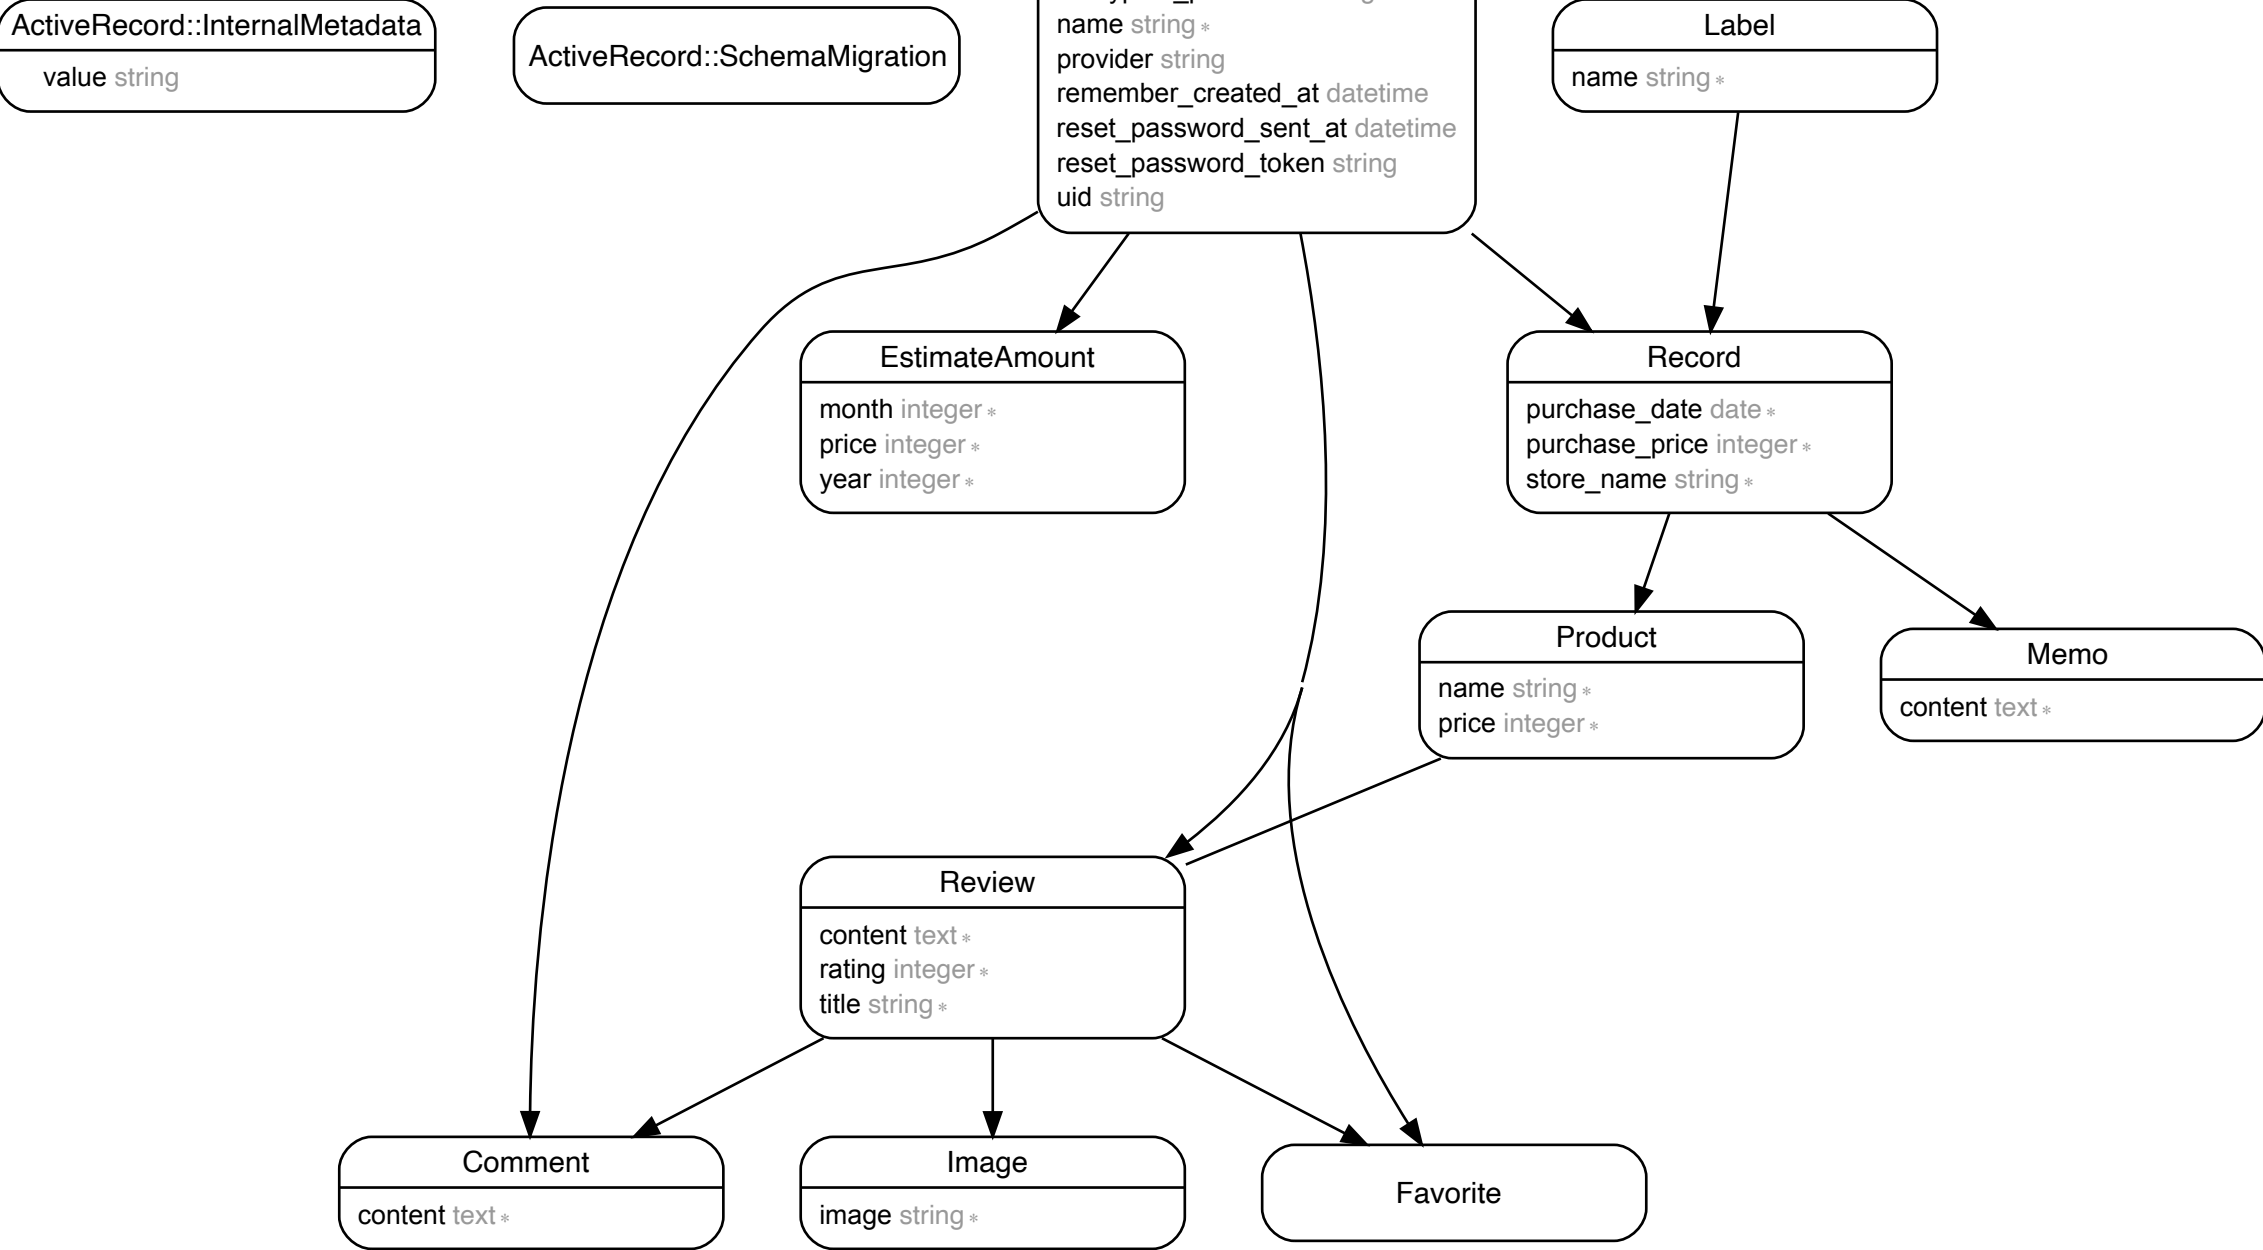 ActiveRecord::InternalMetadata
value string
ActiveRecord::SchemaMigration
name string *
provider string
remember_created_at datetime
reset_password_sent_at datetime
reset_password_token string
uid string
Label
name string *
EstimateAmount
month integer *
price integer *
year integer *
Record
purchase_date date *
purchase_price integer *
store_name string *
Product
name string *
price integer *
Memo
content text *
Review
content text *
rating integer *
title string *
Comment
content text *
Image
image string *
Favorite